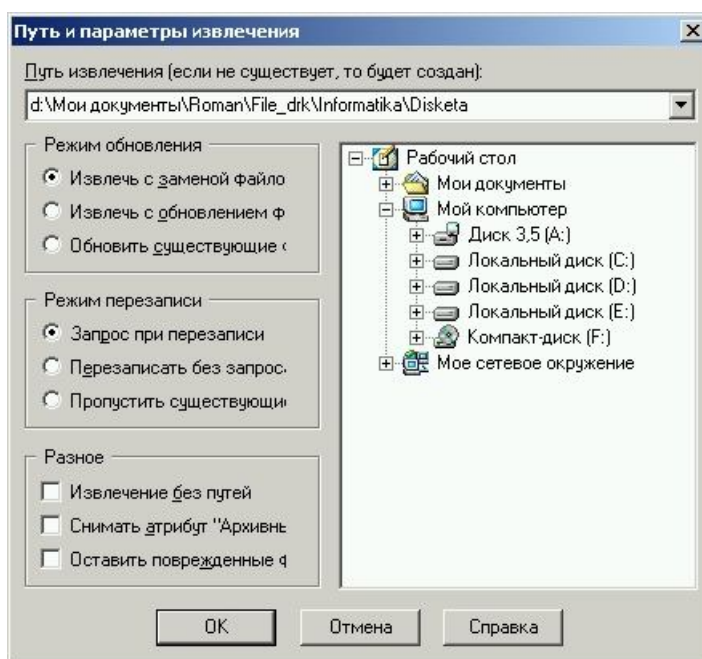 Путь и параметры извлечения
Путь извлечения (если не существует, то будет создан):
d:\Мои документы\Roman\File_drk\Informatika\Disketa
Режим обновления
Извлечь с заменой файло
Извлечь с обновлением ф
Обновить существующие
Режим перезаписи
Запрос при перезаписи
Перезаписать без запрос
Пропустить существующи
Разное
Извлечение без путей
Снимать атрибут "Архивнь
Оставить поврежденные ф
Рабочий стол
Мои документы
Мой компьютер
Диск 3,5 (A:)
Локальный диск (C:)
Локальный диск (D:)
Локальный диск (E:)
Компакт-диск (F:)
Мое сетевое окружение
OK
Отмена
Справка